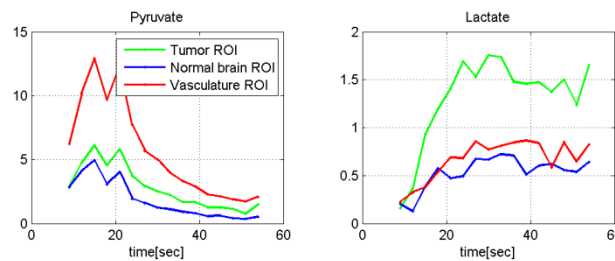 Pyruvate
15
10
5
0
0
20
40
60
time[sec]
Tumor ROI
Normal brain ROI
Vasculature ROI
Lactate
2
1.5
1
0.5
0
0
20
40
60
time[sec]